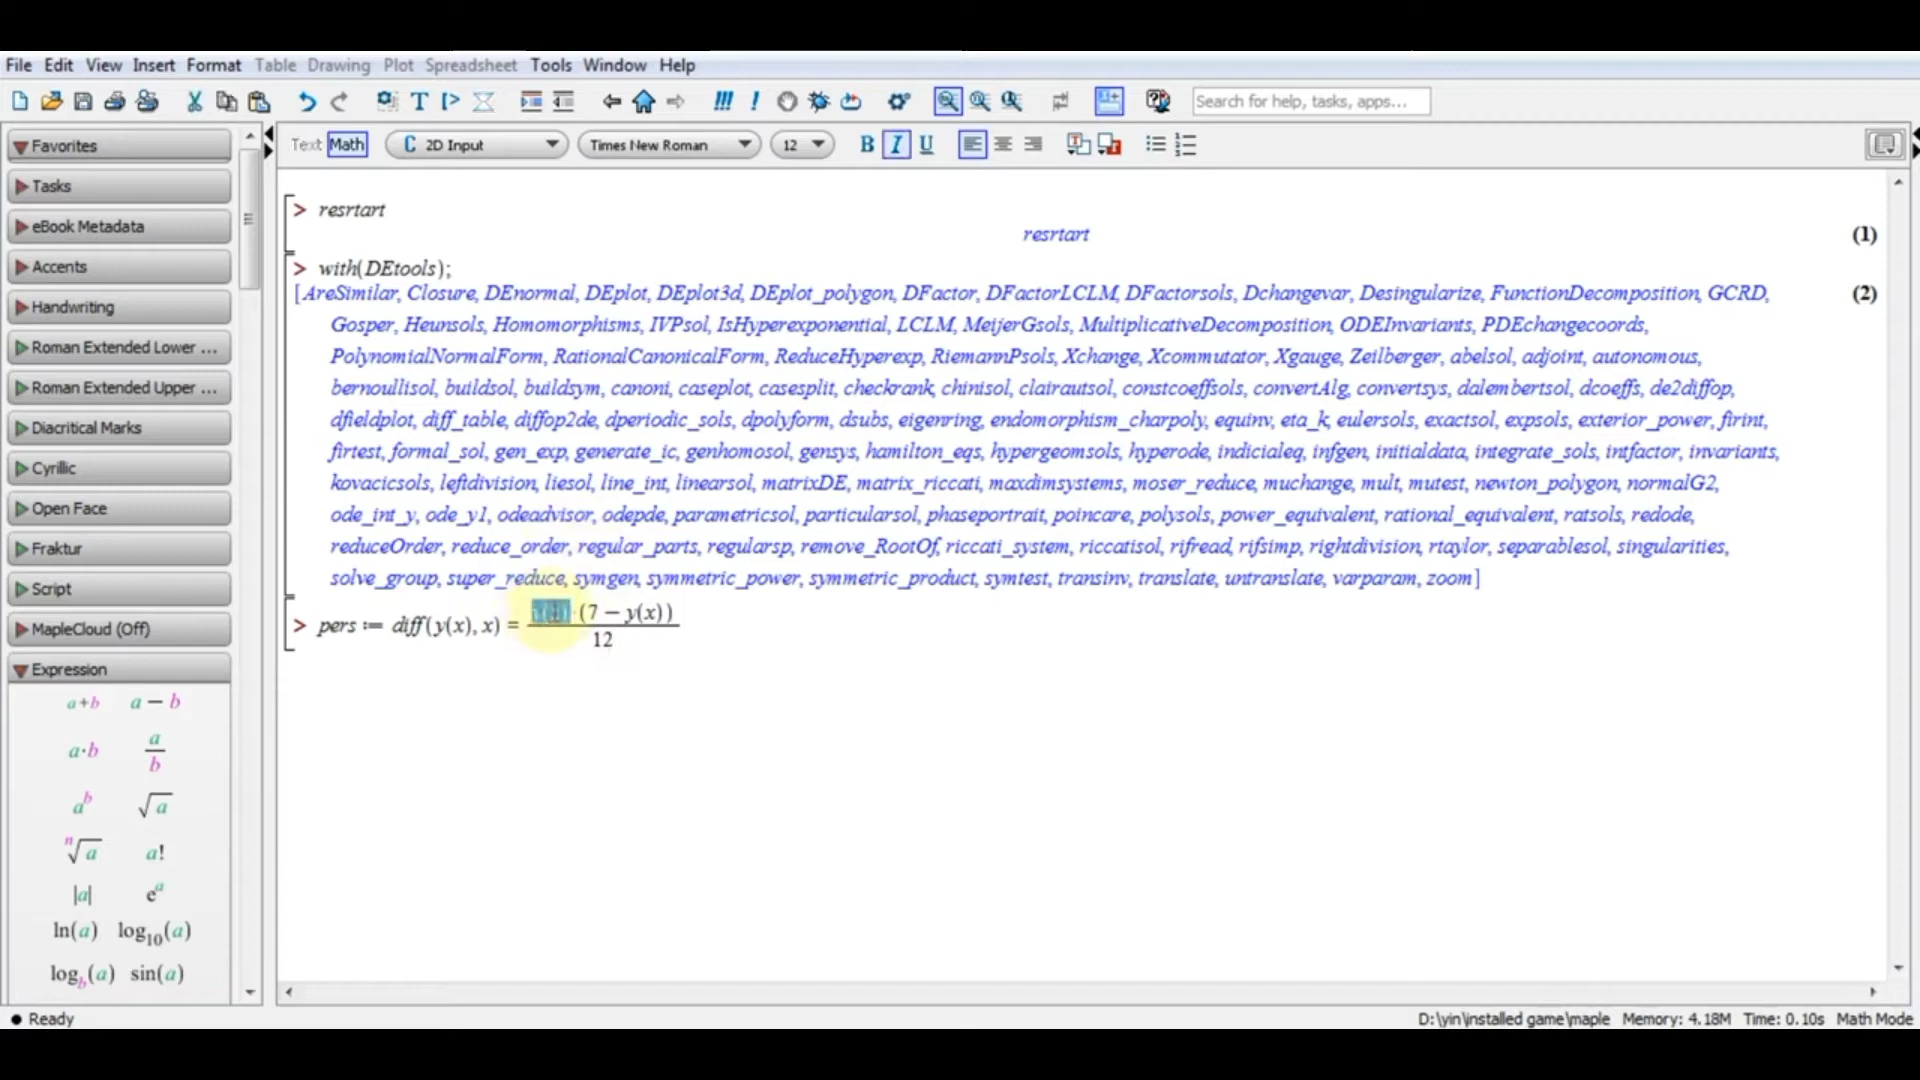 File Edit View Insert Format Table Drawing Plot Spreadsheet Tools Window Help
Search for help, tasks, apps...
Text Math C 2D Input Times New Roman 12 B I U
Favorites
Tasks
eBook Metadata
Accents
Handwriting
Roman Extended Lower ...
Roman Extended Upper ...
Diacritical Marks
Cyrillic
Open Face
Fraktur
Script
MapleCloud (Off)
Expression
a+b a − b
a·b a/b
a^b √a
n√a a!
|a| e^a
ln(a) log10(a)
log_b(a) sin(a)
> resrtart
resrtart (1)
> with(DEtools);
[AreSimilar, Closure, DEnormal, DEplot, DEplot3d, DEplot_polygon, DFactor, DFactorLCLM, DFactorsols, Dchangevar, Desingularize, FunctionDecomposition, GCRD, (2)
Gosper, Heunsols, Homomorphisms, IVPsol, IsHyperexponential, LCLM, MeijerGsols, MultiplicativeDecomposition, ODEInvariants, PDEchangecoords,
PolynomialNormalForm, RationalCanonicalForm, ReduceHyperexp, RiemannPsols, Xchange, Xcommutator, Xgauge, Zeilberger, abelsol, adjoint, autonomous,
bernoullisol, buildsol, buildsym, canoni, caseplot, casesplit, checkrank, chinisol, clairautsol, constcoeffsols, convertAlg, convertsys, dalembertsol, dcoeffs, de2diffop,
dfieldplot, diff_table, diffop2de, dperiodic_sols, dpolyform, dsubs, eigenring, endomorphism_charpoly, equinv, eta_k, eulersols, exactsol, expsols, exterior_power, firint,
firtest, formal_sol, gen_exp, generate_ic, genhomosol, gensys, hamilton_eqs, hypergeomsols, hyperode, indicialeq, infgen, initialdata, integrate_sols, intfactor, invariants,
kovacicsols, leftdivision, liesol, line_int, linearsol, matrixDE, matrix_riccati, maxdimsystems, moser_reduce, muchange, mult, mutest, newton_polygon, normalG2,
ode_int_y, ode_y1, odeadvisor, odepde, parametricsol, particularsol, phaseportrait, poincare, polysols, power_equivalent, rational_equivalent, ratsols, redode,
reduceOrder, reduce_order, regular_parts, regularsp, remove_RootOf, riccati_system, riccatisol, rifread, rifsimp, rightdivision, rtaylor, separablesol, singularities,
solve_group, super_reduce, symgen, symmetric_power, symmetric_product, symtest, transinv, translate, untranslate, varparam, zoom]
> pers := diff(y(x), x) = ·(7 − y(x))
12
Ready D:\yin\installed game\maple Memory: 4.18M Time: 0.10s Math Mode